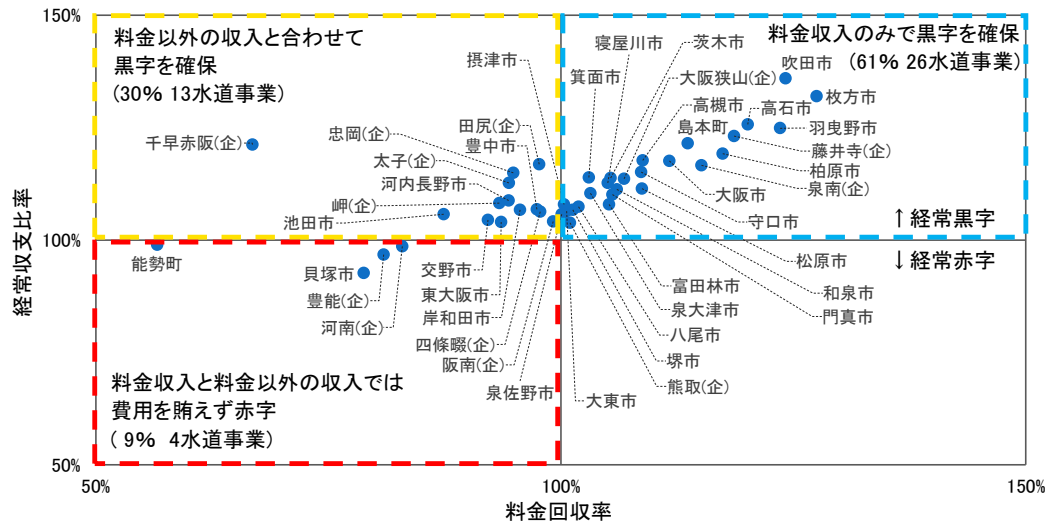 150%
100%
50%
経常収支比率
料金以外の収入と合わせて
黒字を確保
(30% 13水道事業)
料金収入のみで黒字を確保
(61% 26水道事業)
料金収入と料金以外の収入では
費用を賄えず赤字
( 9% 4水道事業)
↑経常黒字
↓経常赤字
摂津市
寝屋川市
茨木市
箕面市
大阪狭山(企)
高槻市
島本町
高石市
吹田市
枚方市
羽曳野市
藤井寺(企)
柏原市
泉南(企)
大阪市
守口市
松原市
和泉市
門真市
富田林市
泉大津市
八尾市
堺市
熊取(企)
大東市
千早赤阪(企)
忠岡(企)
田尻(企)
豊中市
太子(企)
河内長野市
岬(企)
池田市
交野市
東大阪市
岸和田市
四條畷(企)
阪南(企)
泉佐野市
能勢町
貝塚市
豊能(企)
河南(企)
50%
100%
150%
料金回収率